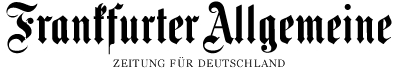 Frankfurter Allgemeine
ZEITUNG FÜR DEUTSCHLAND